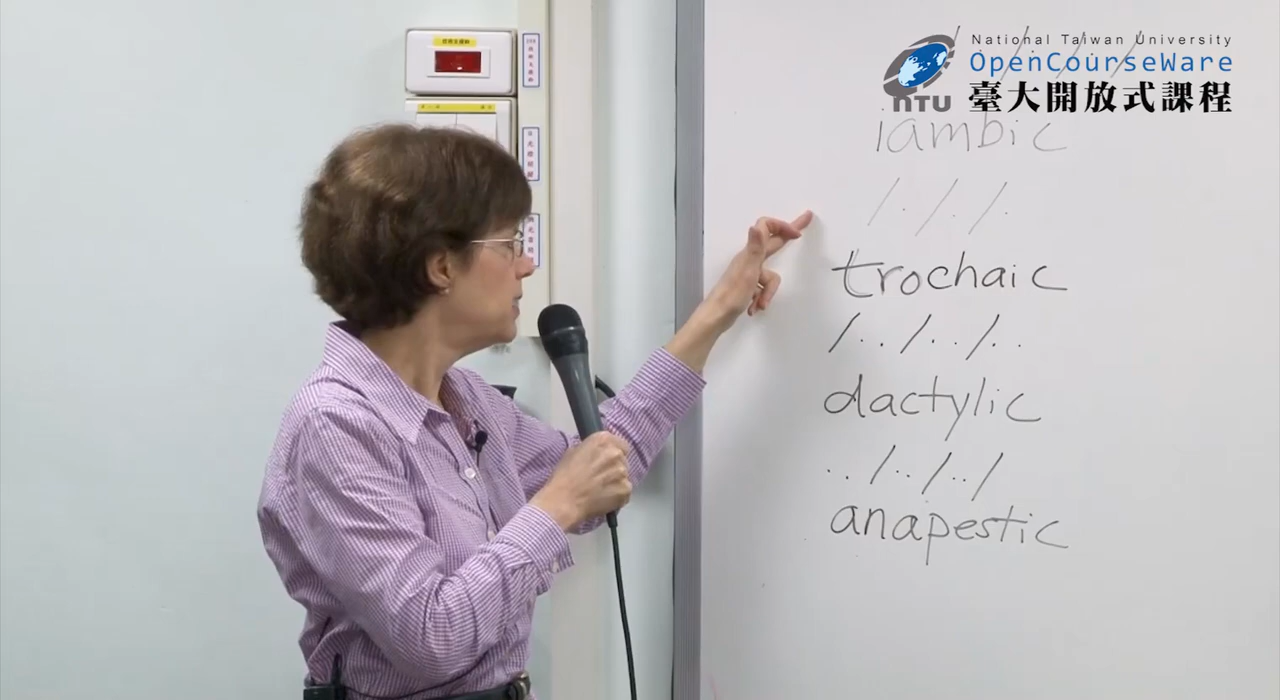 National Taiwan University
OpenCourseWare
臺大開放式課程
NTU
iambic
/ . / . / .
trochaic
/ . . / . . / . .
dactylic
. . / . . / . . /
anapestic